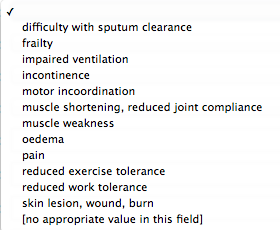 ✓
difficulty with sputum clearance
frailty
impaired ventilation
incontinence
motor incoordination
muscle shortening, reduced joint compliance
muscle weakness
oedema
pain
reduced exercise tolerance
reduced work tolerance
skin lesion, wound, burn
[no appropriate value in this field]